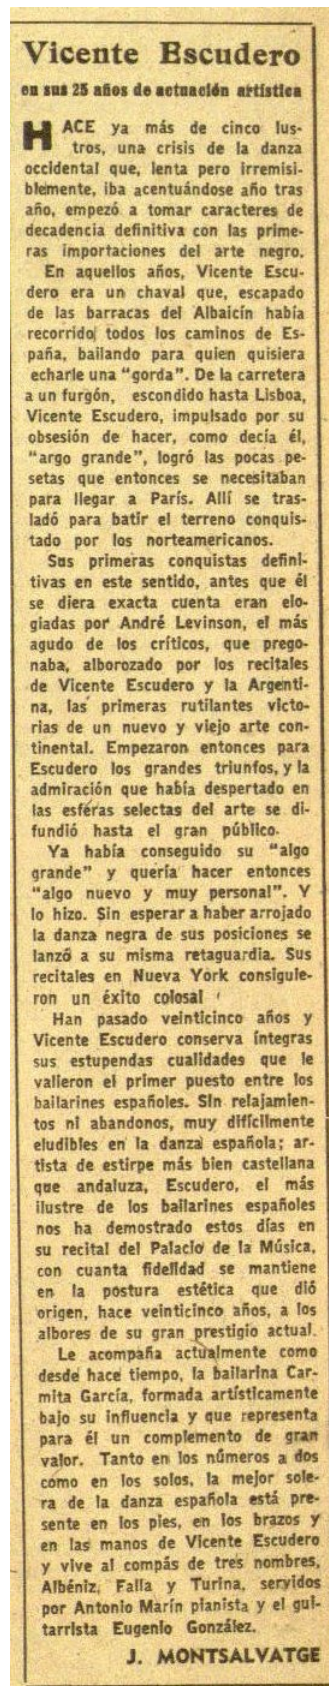 Vicente Escudero
en sus 25 años de actuación artística
HACE ya más de cinco lus-
tros, una crisis de la danza
occidental que, lenta pero irremisi-
blemente, iba acentuándose año tras
año, empezó a tomar caracteres de
decadencia definitiva con las prime-
ras importaciones del arte negro.
En aquellos años, Vicente Escu-
dero era un chaval que, escapado
de las barracas del Albaicín había
recorrido todos los caminos de Es-
paña, bailando para quien quisiera
echarle una "gorda". De la carretera
a un furgón, escondido hasta Lisboa,
Vicente Escudero, impulsado por su
obsesión de hacer, como decía él,
"argo grande", logró las pocas pe-
setas que entonces se necesitaban
para llegar a París. Allí se tras-
ladó para batir el terreno conquis-
tado por los norteamericanos.
Sus primeras conquistas defini-
tivas en este sentido, antes que él
se diera exacta cuenta eran elo-
giadas por André Levinson, el más
agudo de los críticos, que prego-
naba, alborozado por los recitales
de Vicente Escudero y la Argenti-
na, las primeras rutilantes victo-
rias de un nuevo y viejo arte con-
tinental. Empezaron entonces para
Escudero los grandes triunfos, y la
admiración que había despertado en
las esferas selectas del arte se di-
fundió hasta el gran público.
Ya había conseguido su "algo
grande" y quería hacer entonces
"algo nuevo y muy personal". Y
lo hizo. Sin esperar a haber arrojado
la danza negra de sus posiciones se
lanzó a su misma retaguardia. Sus
recitales en Nueva York consiguie-
ron un éxito colosal
Han pasado veinticinco años y
Vicente Escudero conserva íntegras
sus estupendas cualidades que le
valieron el primer puesto entre los
bailarines españoles. Sin relajamien-
tos ni abandonos, muy difícilmente
eludibles en la danza española; ar-
tista de estirpe más bien castellana
que andaluza, Escudero, el más
ilustre de los bailarines españoles
nos ha demostrado estos días en
su recital del Palacio de la Música,
con cuanta fidelidad se mantiene
en la postura estética que dió
origen, hace veinticinco años, a los
albores de su gran prestigio actual.
Le acompaña actualmente como
desde hace tiempo, la bailarina Car-
mita García, formada artísticamente
bajo su influencia y que representa
para él un complemento de gran
valor. Tanto en los números a dos
como en los solos, la mejor sole-
ra de la danza española está pre-
sente en los pies, en los brazos y
en las manos de Vicente Escudero
y vive al compás de tres nombres,
Albéniz, Falla y Turina, servidos
por Antonio Marín pianista y el gui-
tarrista Eugenio González.
J. MONTSALVATGE